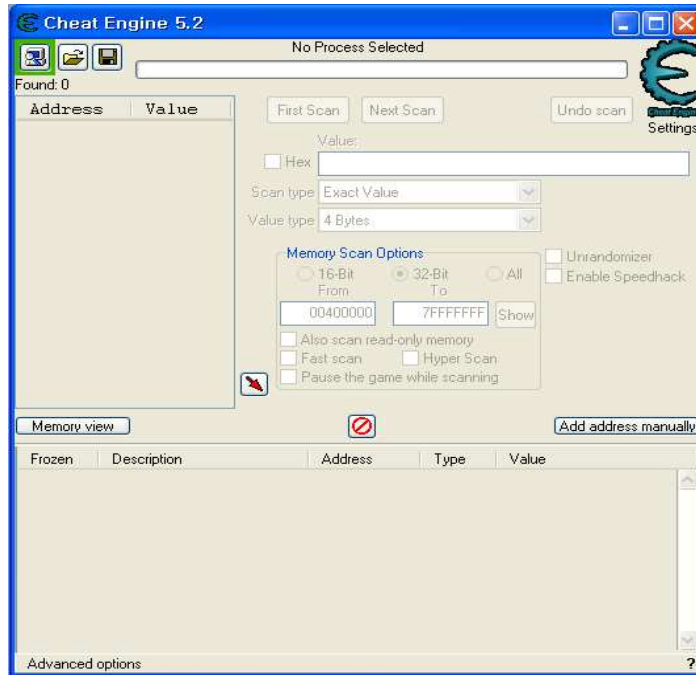 Cheat Engine 5.2
No Process Selected
Found: 0
Address Value
First Scan Next Scan Undo scan
Cheat Engine
Settings
Value:
Hex
Scan type Exact Value
Value type 4 Bytes
Memory Scan Options
Unrandomizer
16-Bit 32-Bit All
Enable Speedhack
From To
00400000 7FFFFFFF Show
Also scan read-only memory
Fast scan Hyper Scan
Pause the game while scanning
Memory view Add address manually
Frozen Description Address Type Value
Advanced options ?